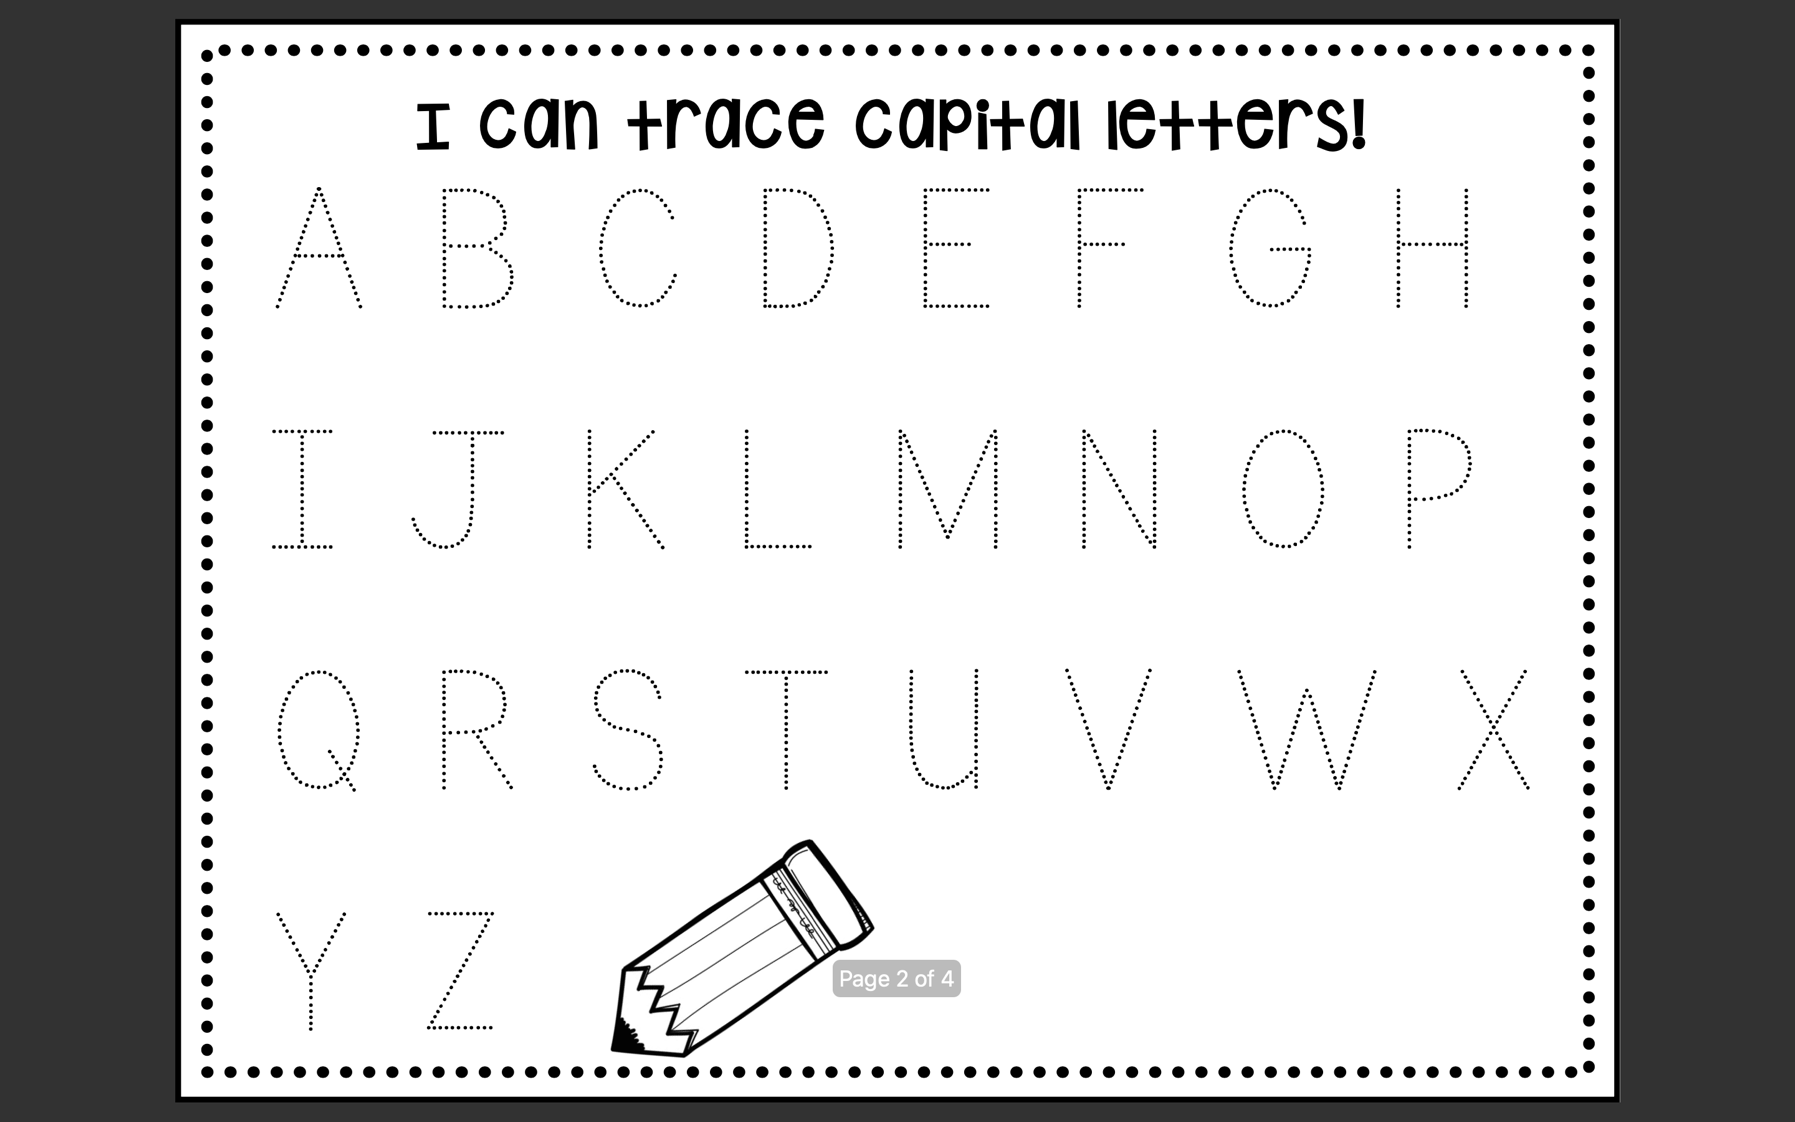 I can trace capital letters!
A B C D E F G H
I J K L M N O P
Q R S T U V W X
Y Z
Page 2 of 4